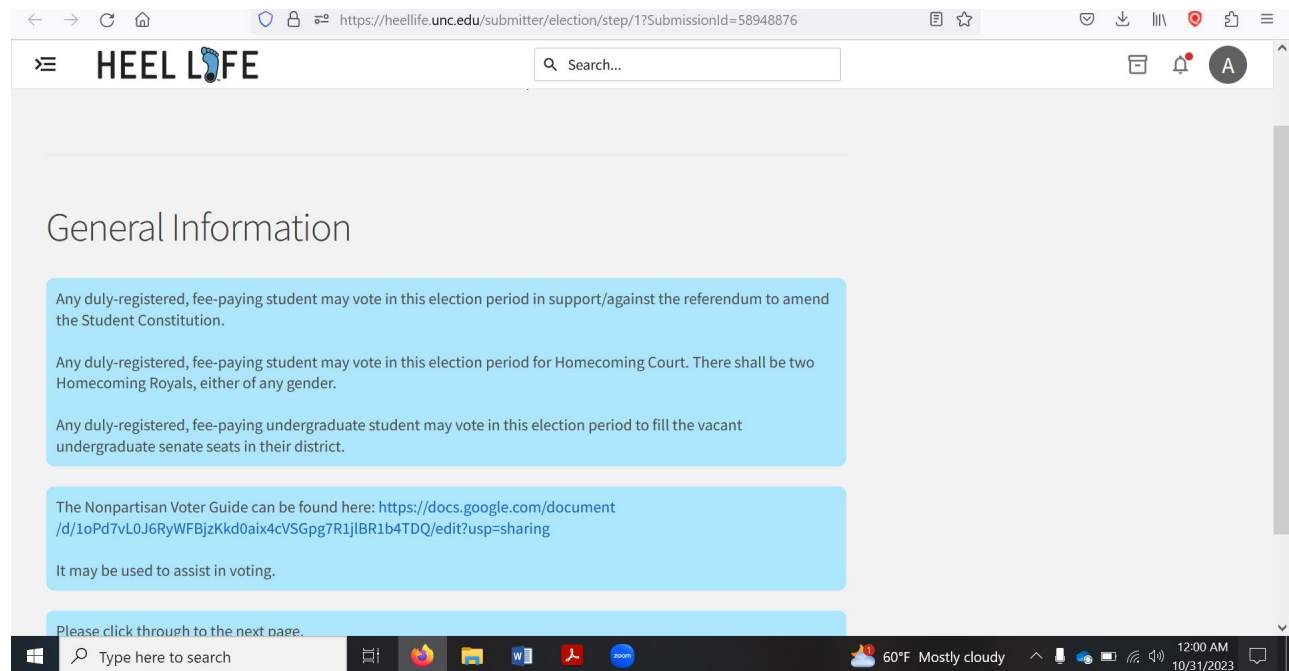 https://heellife.unc.edu/submitter/election/step/1?SubmissionId=58948876
HEEL LIFE
Search...
A
General Information
Any duly-registered, fee-paying student may vote in this election period in support/against the referendum to amend
the Student Constitution.
Any duly-registered, fee-paying student may vote in this election period for Homecoming Court. There shall be two
Homecoming Royals, either of any gender.
Any duly-registered, fee-paying undergraduate student may vote in this election period to fill the vacant
undergraduate senate seats in their district.
The Nonpartisan Voter Guide can be found here: https://docs.google.com/document
/d/1oPd7vL0J6RyWFBjzKkd0aix4cVSGpg7R1jlBR1b4TDQ/edit?usp=sharing
It may be used to assist in voting.
Please click through to the next page.
Type here to search
W
zoom
1
60°F Mostly cloudy
12:00 AM
10/31/2023